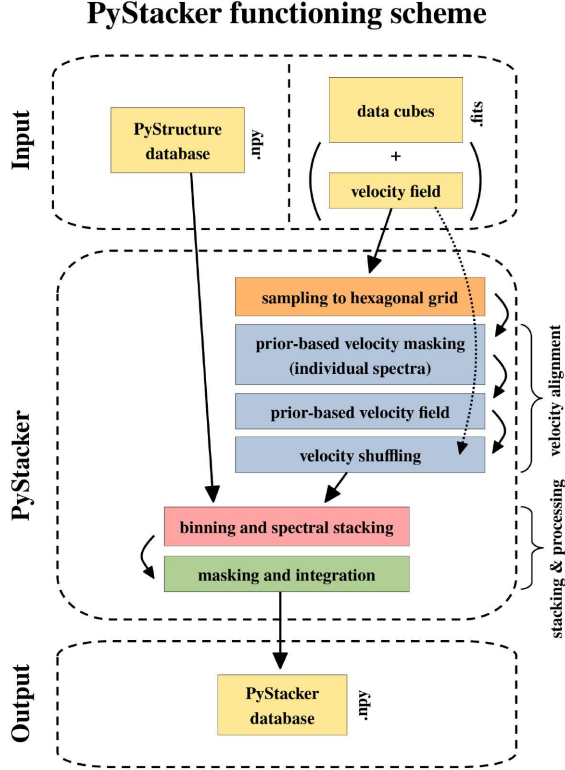 PyStacker functioning scheme
Input
PyStructure
database
.npy
data cubes
.fits
+
velocity field
PyStacker
sampling to hexagonal grid
prior-based velocity masking
(individual spectra)
prior-based velocity field
velocity shuffling
velocity alignment
binning and spectral stacking
masking and integration
stacking & processing
Output
PyStacker
database
.npy